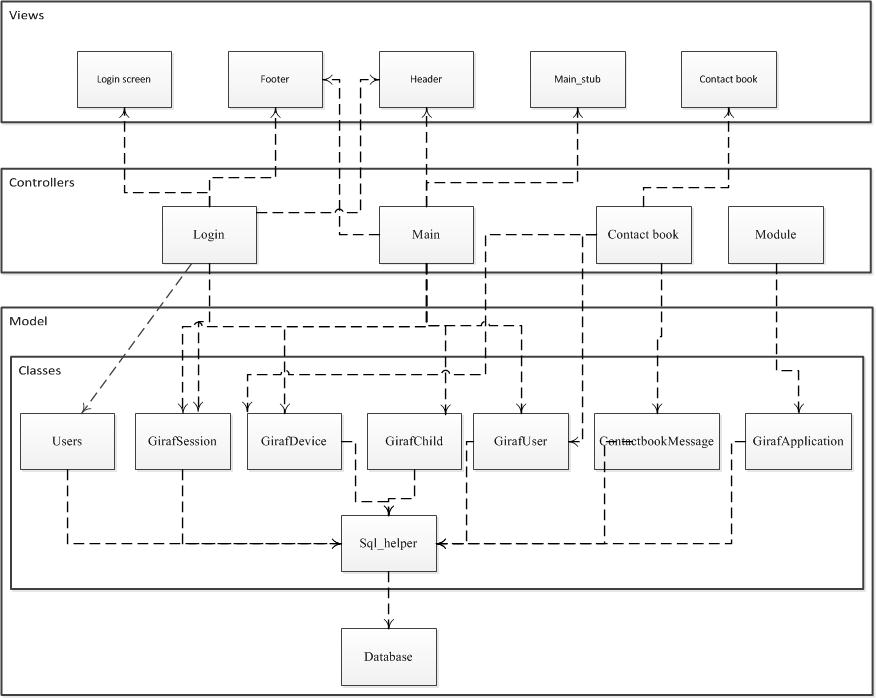 Views
Login screen
Footer
Header
Main_stub
Contact book
Controllers
Login
Main
Contact book
Module
Model
Classes
Users
GirafSession
GirafDevice
GirafChild
GirafUser
ContactbookMessage
GirafApplication
Sql_helper
Database